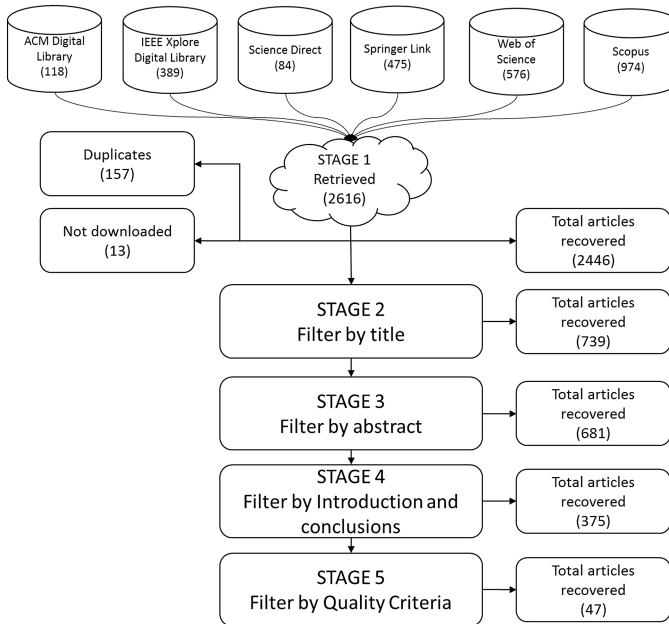 ACM Digital
Library
(118)
IEEE Xplore
Digital Library
(389)
Science Direct
(84)
Springer Link
(475)
Web of
Science
(576)
Scopus
(974)
STAGE 1
Retrieved
(2616)
Duplicates
(157)
Not downloaded
(13)
Total articles
recovered
(2446)
STAGE 2
Filter by title
Total articles
recovered
(739)
STAGE 3
Filter by abstract
Total articles
recovered
(681)
STAGE 4
Filter by Introduction and
conclusions
Total articles
recovered
(375)
STAGE 5
Filter by Quality Criteria
Total articles
recovered
(47)